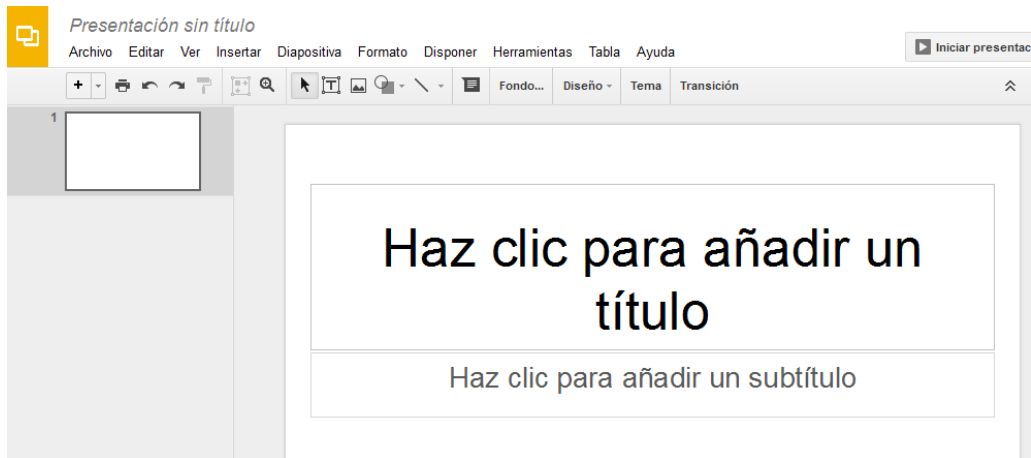 Presentación sin título
Archivo Editar Ver Insertar Diapositiva Formato Disponer Herramientas Tabla Ayuda
Iniciar presentac
Fondo... Diseño Tema Transición
1
Haz clic para añadir un
título
Haz clic para añadir un subtítulo